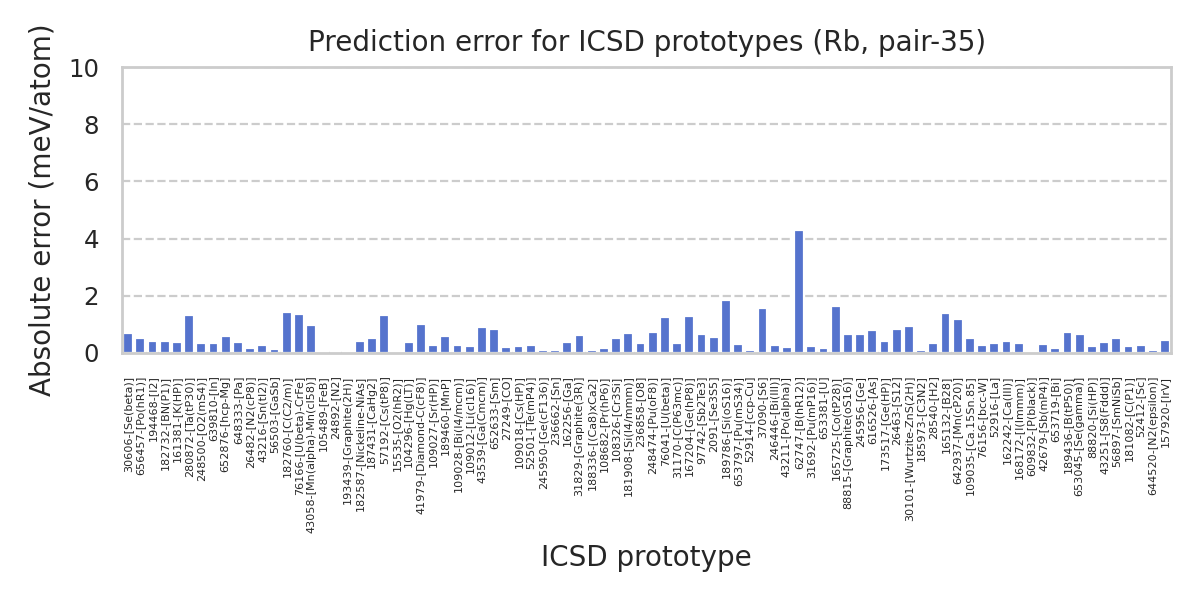 Prediction error for ICSD prototypes (Rb, pair-35)
Absolute error (meV/atom)
10
8
6
4
2
0
30606-[Se(beta)]
656457-[Po(hR1)]
194468-[I2]
182732-[BN(P1)]
16381-[K(HP)]
280872-[Ta(tP30)]
248500-[O2(mS4)]
639810-[In]
652876-[hcp-Mg]
64833-[Pa]
26482-[N2(cP8)]
43216-[Sn(tI2)]
56503-[GaSb]
182760-[C(C2/m)]
76166-[U(beta)-CrFe]
43058-[Mn(alpha)-Mn(cI58)]
105489-[FeB]
24892-[N2]
193439-[Graphite(2H)]
182587-[Nickeline-NiAs]
187431-[CaHg2]
57192-[Cs(tP8)]
15535-[O2(hR2)]
104296-[Hg(LT)]
41979-[Diamond-C(cF8)]
109027-[Sr(HP)]
189460-[MnP]
109028-[Bi(I4/mcm)]
109012-[Li(cI16)]
43539-[Ga(Cmcm)]
652633-[Sm]
27249-[CO]
109018-[Cs(HP)]
52501-[Te(mP4)]
245950-[Ge(cF136)]
236662-[Sn]
162256-[Ga]
31829-[Graphite(3R)]
188336-[(Ca8)xCa2]
108682-[Pr(hP6)]
108326-[Cr3Si]
181908-[Si(I4/mmm)]
236858-[O8]
248474-[Pu(oF8)]
76041-[U(beta)]
31170-[C(P63mc)]
167204-[Ge(hP8)]
97742-[Sb2Te3]
2091-[Se3S5]
189786-[Si(oS16)]
653797-[Pu(mS34)]
52914-[ccp-Cu]
37090-[S6]
246446-[Bi(III)]
43211-[Po(alpha)]
62747-[B(hR12)]
31692-[Pu(mP16)]
653381-[U]
165725-[Co(tP28)]
88815-[Graphite(oS16)]
245956-[Ge]
616526-[As]
173517-[Ge(HP)]
26463-[S12]
30101-[Wurtzite-ZnS(2H)]
185973-[C3N2]
28540-[H2]
165132-[B28]
642937-[Mn(cP20)]
109035-[Ca.15Sn.85]
76156-[bcc-W]
52916-[La]
162242-[Ca(III)]
168172-[I(Immm)]
609832-[P(black)]
42679-[Sb(mP4)]
653719-[Bi]
189436-[B(tP50)]
653045-[Se(gamma)]
88820-[Si(HP)]
43251-[S8(Fddd)]
56897-[SmNiSb]
181082-[C(P1)]
52412-[Sc]
644520-[N2(epsilon)]
157920-[IrV]
ICSD prototype